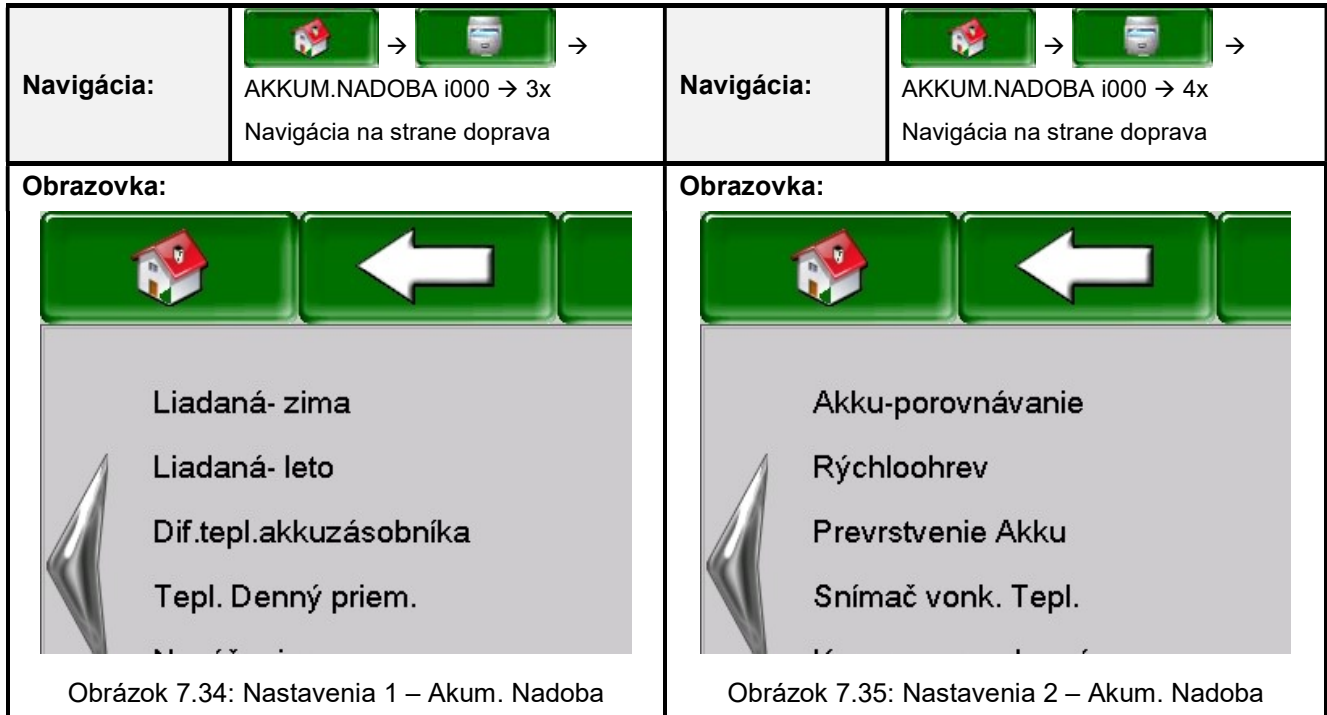 Navigácia:
→ →
AKKUM.NADOBA i000 → 3x
Navigácia na strane doprava
Navigácia:
→ →
AKKUM.NADOBA i000 → 4x
Navigácia na strane doprava
Obrazovka:
Liadaná- zima
Liadaná- leto
Dif.tepl.akkuzásobníka
Tepl. Denný priem.
Obrázok 7.34: Nastavenia 1 – Akum. Nadoba
Obrazovka:
Akku-porovnávanie
Rýchloohrev
Prevrstvenie Akku
Snímač vonk. Tepl.
Obrázok 7.35: Nastavenia 2 – Akum. Nadoba